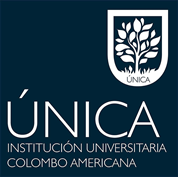 ÚNICA
ÚNICA
INSTITUCIÓN UNIVERSITARIA
COLOMBO AMERICANA